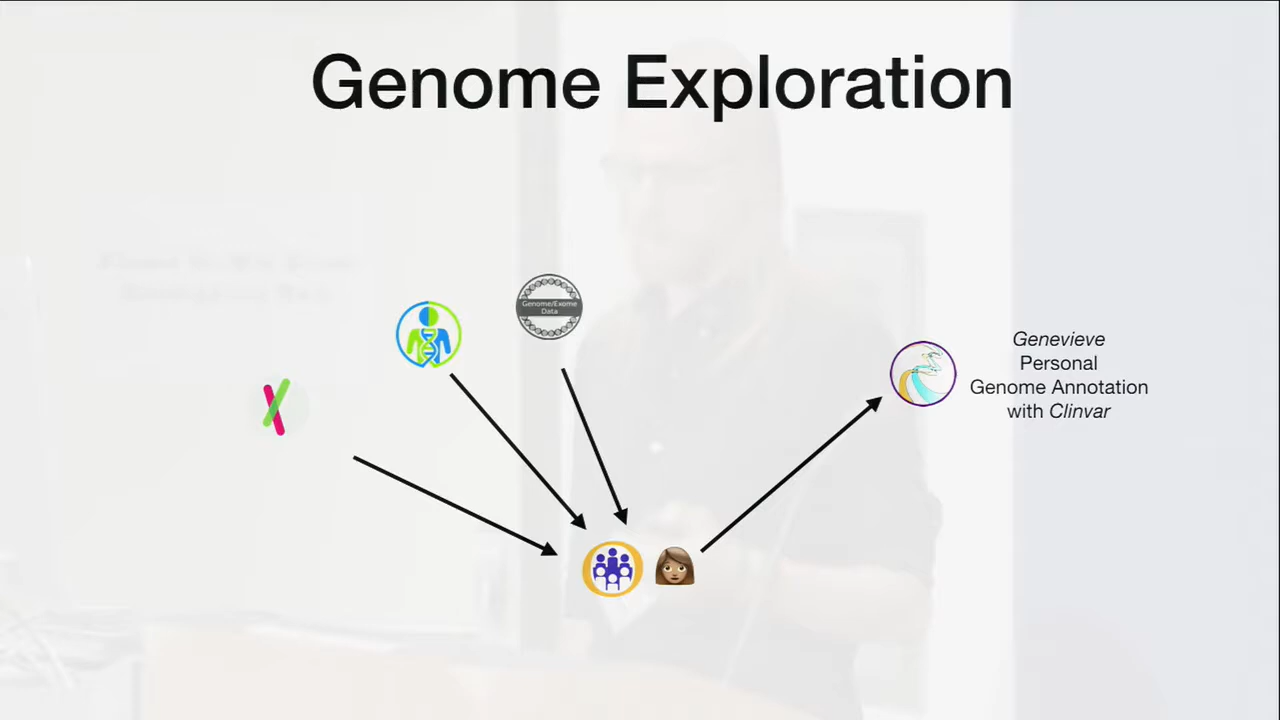 Genome Exploration
Genome/Exome
Data
Genevieve
Personal
Genome Annotation
with Clinvar